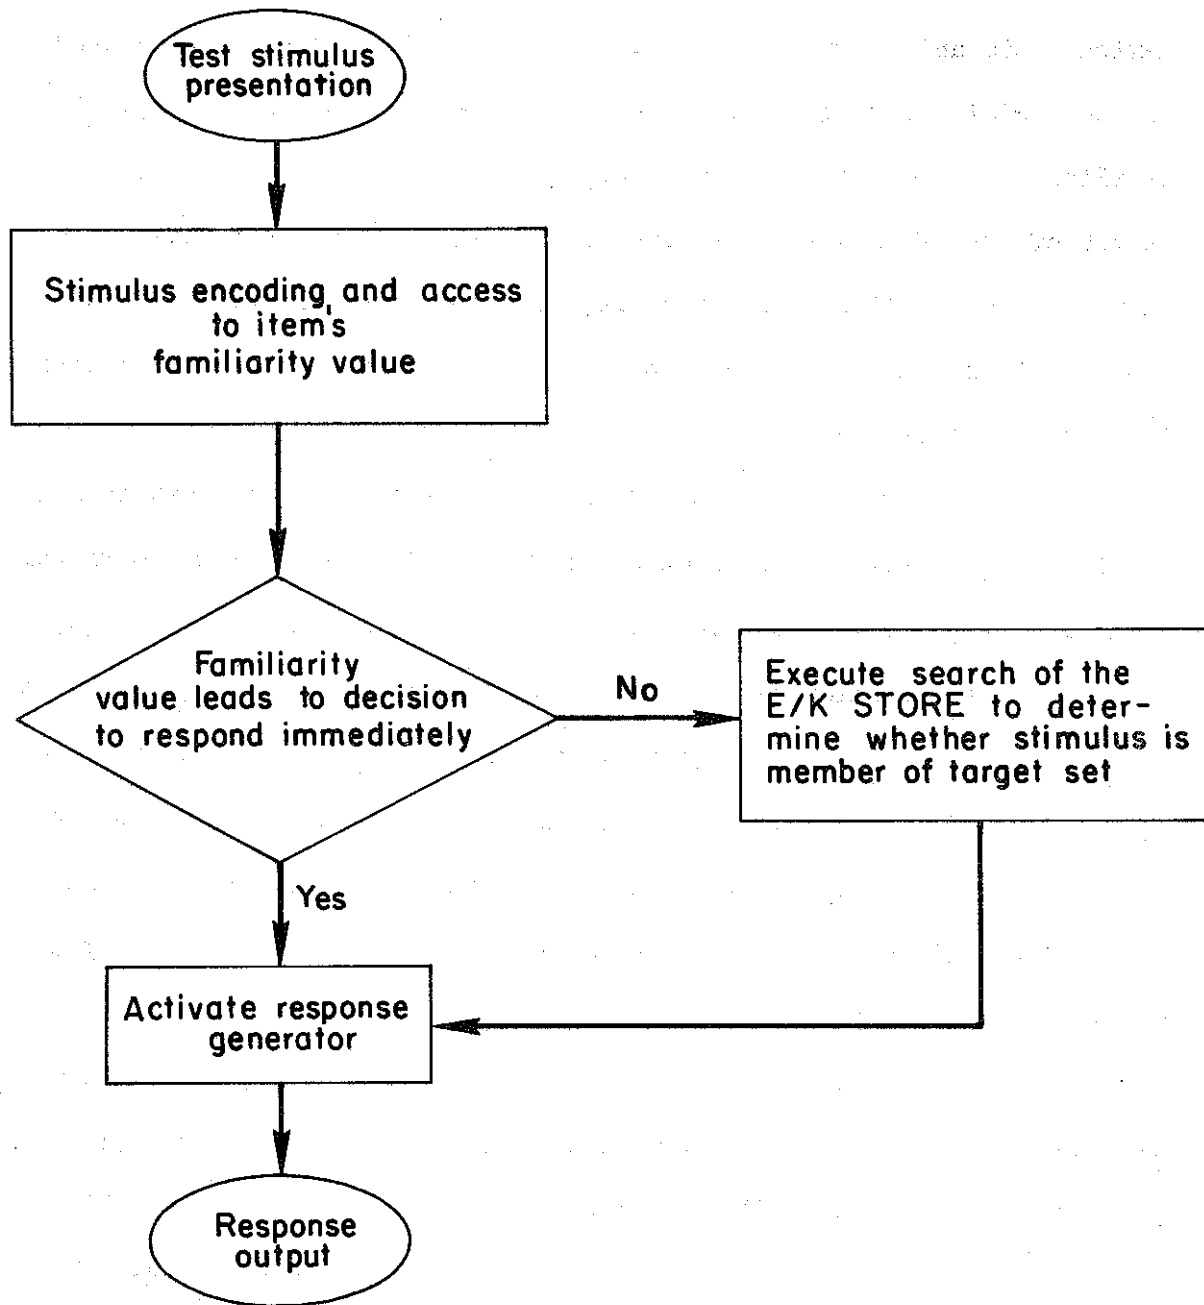 Test stimulus
presentation
Stimulus encoding and access
to item's
familiarity value
Familiarity
value leads to decision
to respond immediately
No
Execute search of the
E/K STORE to deter-
mine whether stimulus is
member of target set
Yes
Activate response
generator
Response
output